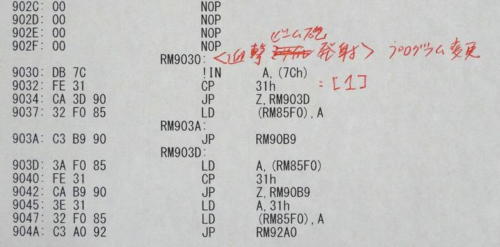 902C: 00 NOP
902D: 00 NOP
902E: 00 NOP
902F: 00 NOP
ビーム砲
RM9030: <迎撃 発射> プログラム変更
9030: DB 7C !IN A, (7Ch)
9032: FE 31 CP 31h :[1]
9034: CA 3D 90 JP Z, RM903D
9037: 32 F0 85 LD (RM85F0), A
RM903A:
903A: C3 B9 90 JP RM90B9
RM903D:
903D: 3A F0 85 LD A, (RM85F0)
9040: FE 31 CP 31h
9042: CA B9 90 JP Z, RM90B9
9045: 3E 31 LD A, 31h
9047: 32 F0 85 LD (RM85F0), A
904A: C3 A0 92 JP RM92A0